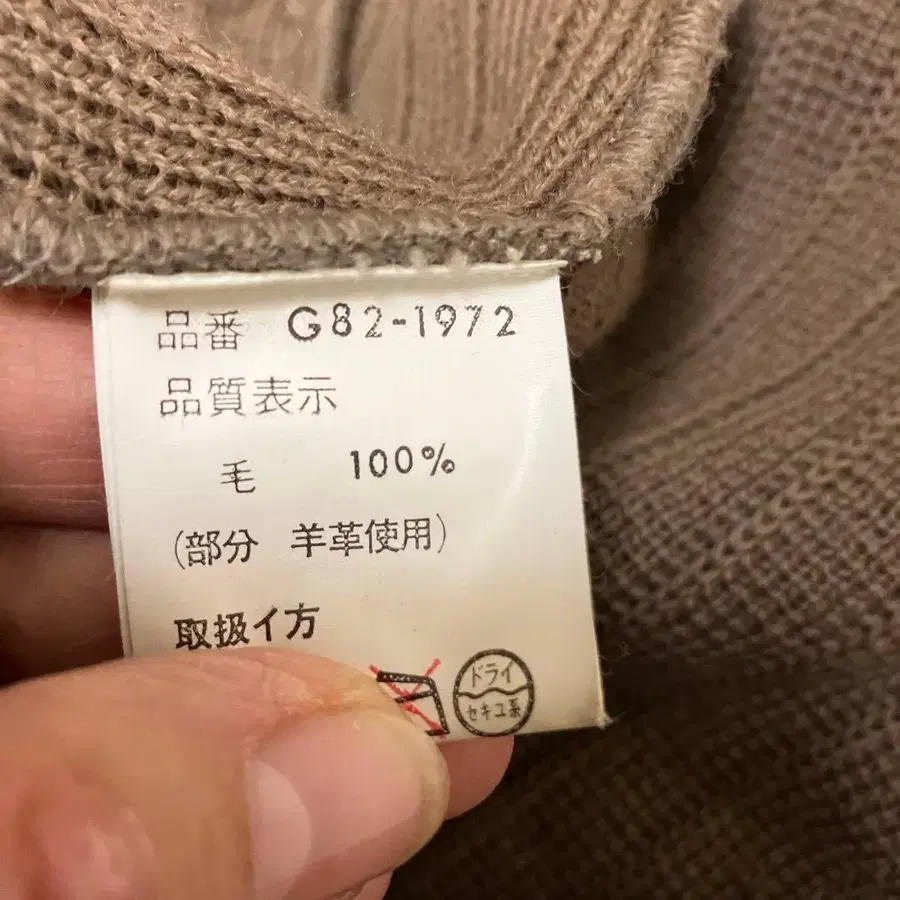 品番 G82-1972
品質表示
毛 100%
(部分 羊革使用)
取扱イ方
ドライ
セキユ系